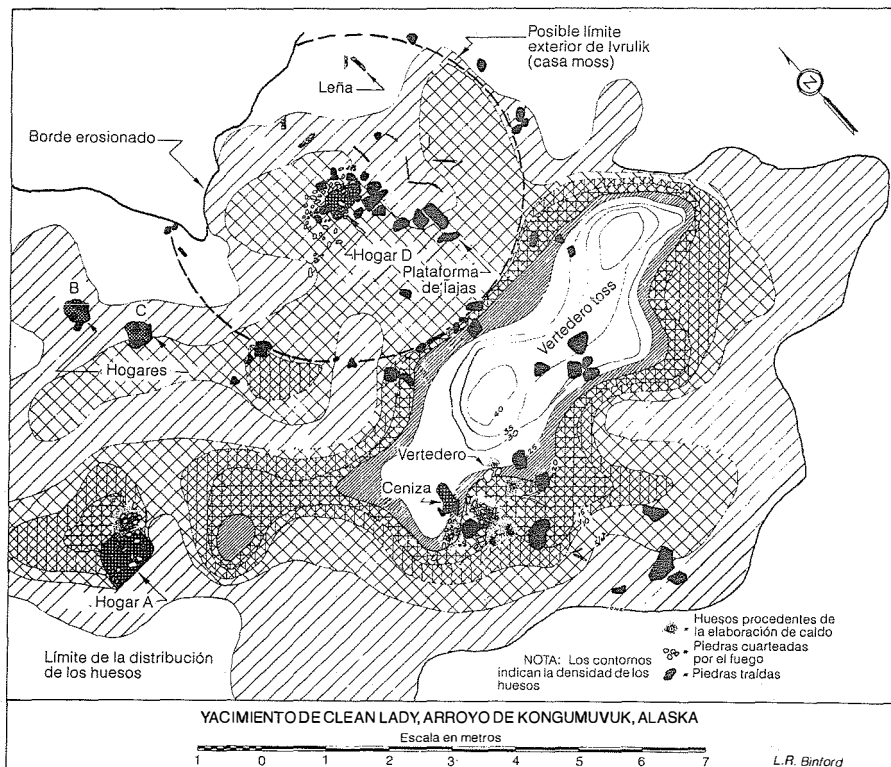 Posible límite
exterior de Ivrulik
(casa moss)
Leña
N
Borde erosionado
Hogar D
Plataforma
de lajas
B
C
Hogares
Vertedero toss
40
Vertedero
Ceniza
Hogar A
Límite de la distribución
de los huesos
Huesos procedentes de
la elaboración de caldo
Piedras cuarteadas
por el fuego
Piedras traídas
NOTA: Los contornos
indican la densidad de los
huesos
YACIMIENTO DE CLEAN LADY, ARROYO DE KONGUMUVUK, ALASKA
Escala en metros
1 0 1 2 3 4 5 6 7
L.R. Binford